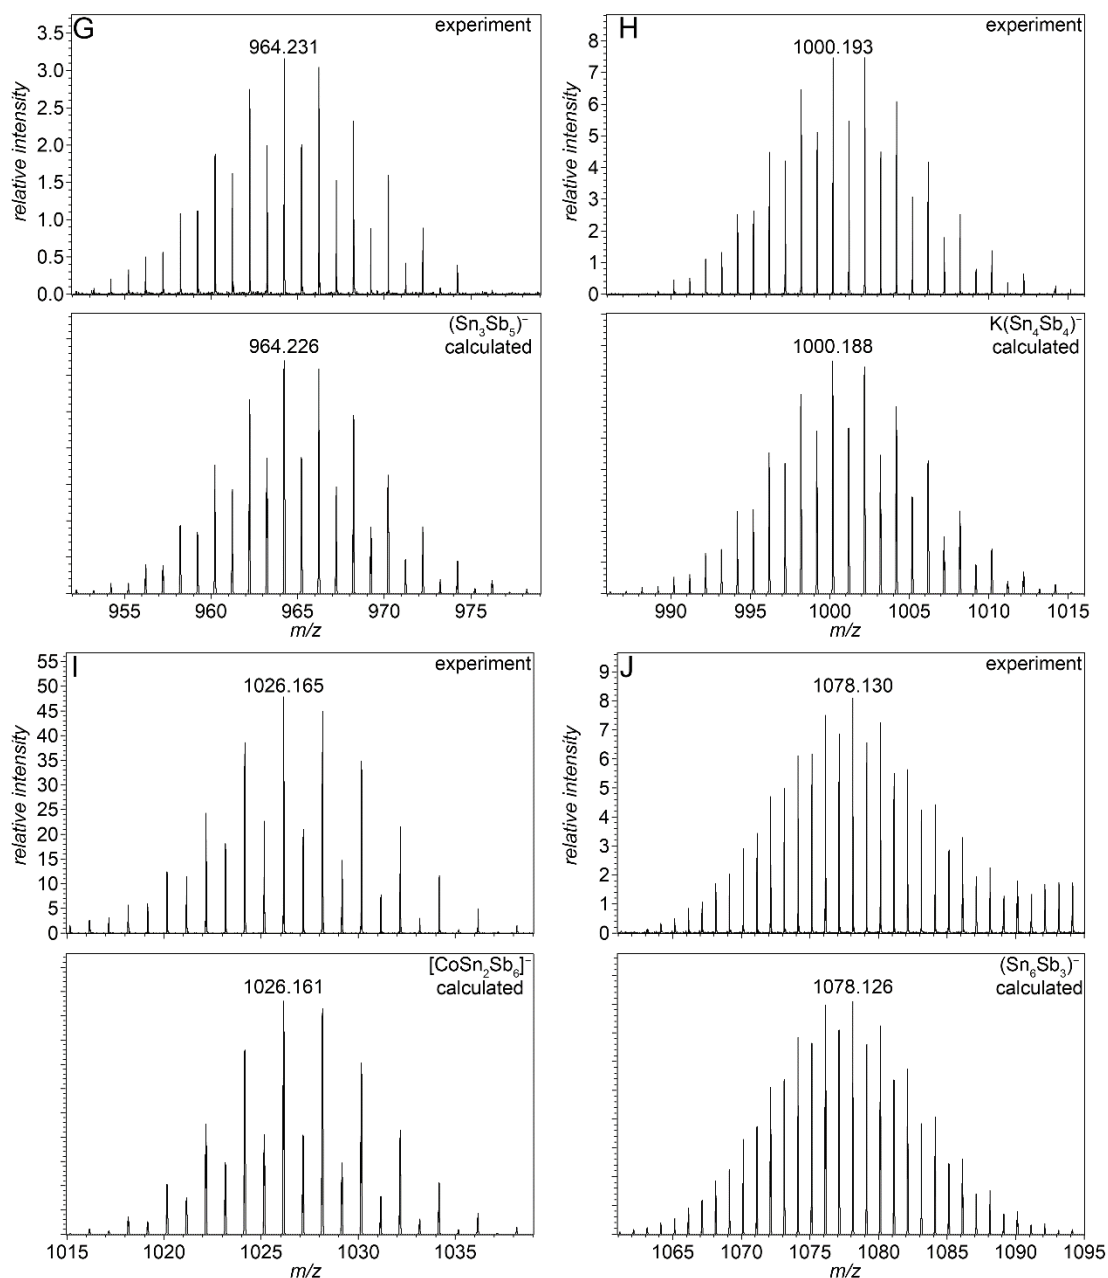 G
experiment
964.231
relative intensity
3.5
3.0
2.5
2.0
1.5
1.0
0.5
0.0
(Sn₃Sb₅)⁻
calculated
964.226
955 960 965 970 975
m/z
H
experiment
1000.193
relative intensity
8
7
6
5
4
3
2
1
0
K(Sn₄Sb₄)⁻
calculated
1000.188
990 995 1000 1005 1010 1015
m/z
I
experiment
1026.165
relative intensity
55
50
45
40
35
30
25
20
15
10
5
0
[CoSn₂Sb₆]⁻
calculated
1026.161
1015 1020 1025 1030 1035
m/z
J
experiment
1078.130
relative intensity
9
8
7
6
5
4
3
2
1
0
(Sn₆Sb₃)⁻
calculated
1078.126
1065 1070 1075 1080 1085 1090 1095
m/z